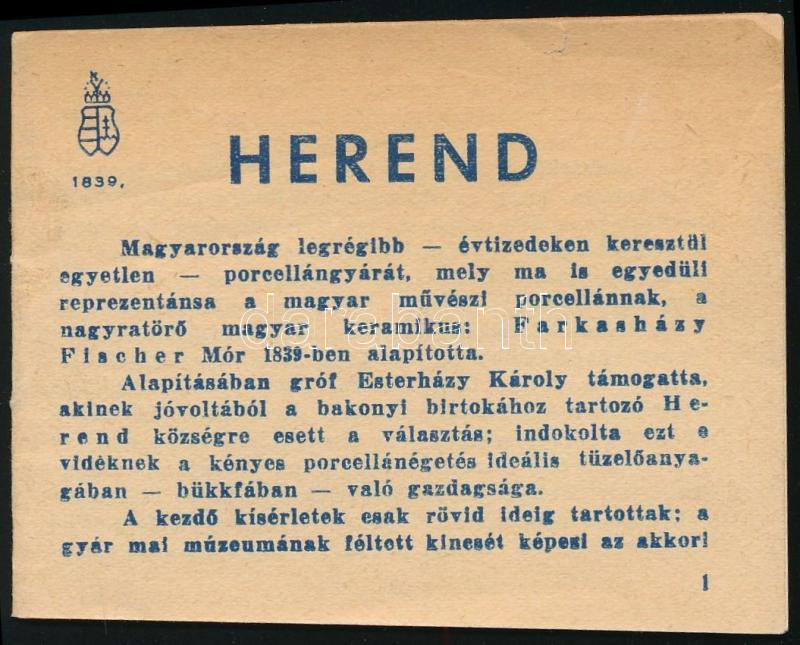 1839,
HEREND
Magyarország legrégibb — évtizedeken keresztül
egyetlen — porcellángyárát, mely ma is egyedüli
reprezentánsa a magyar művészi porcellánnak, a
nagyratörő magyar keramikus: Farkasházy
Fischer Mór 1839-ben alapította.
Alapításában gróf Esterházy Károly támogatta,
akinek jóvoltából a bakonyi birtokához tartozó He-
rend községre esett a választás; indokolta ezt e
vidéknek a kényes porcellánégetés ideális tüzelőanya-
gában — bükkfában — való gazdagsága.
A kezdő kísérletek csak rövid ideig tartottak; a
gyár mai múzeumának féltett kincsét képezi az akkori
1
darabanth